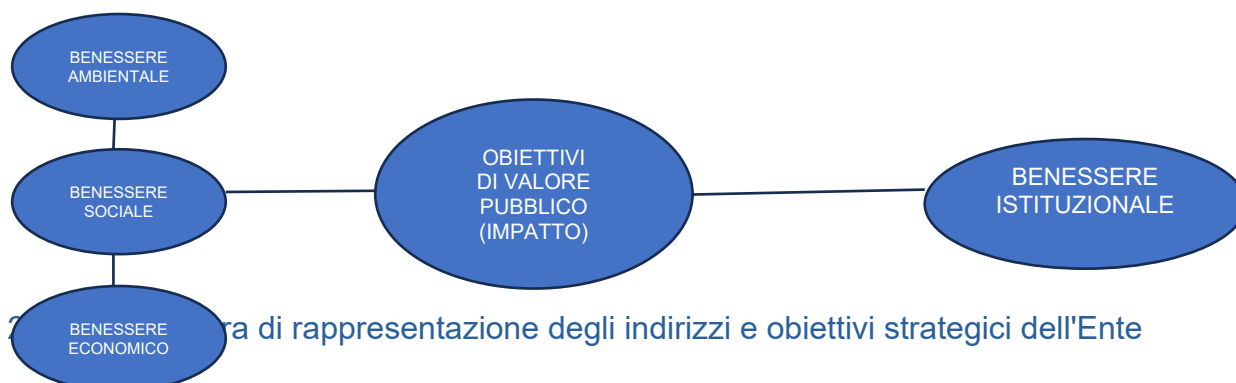 BENESSERE
AMBIENTALE
BENESSERE
SOCIALE
OBIETTIVI
DI VALORE
PUBBLICO
(IMPATTO)
BENESSERE
ISTITUZIONALE
BENESSERE
ECONOMICO
di rappresentazione degli indirizzi e obiettivi strategici dell'Ente